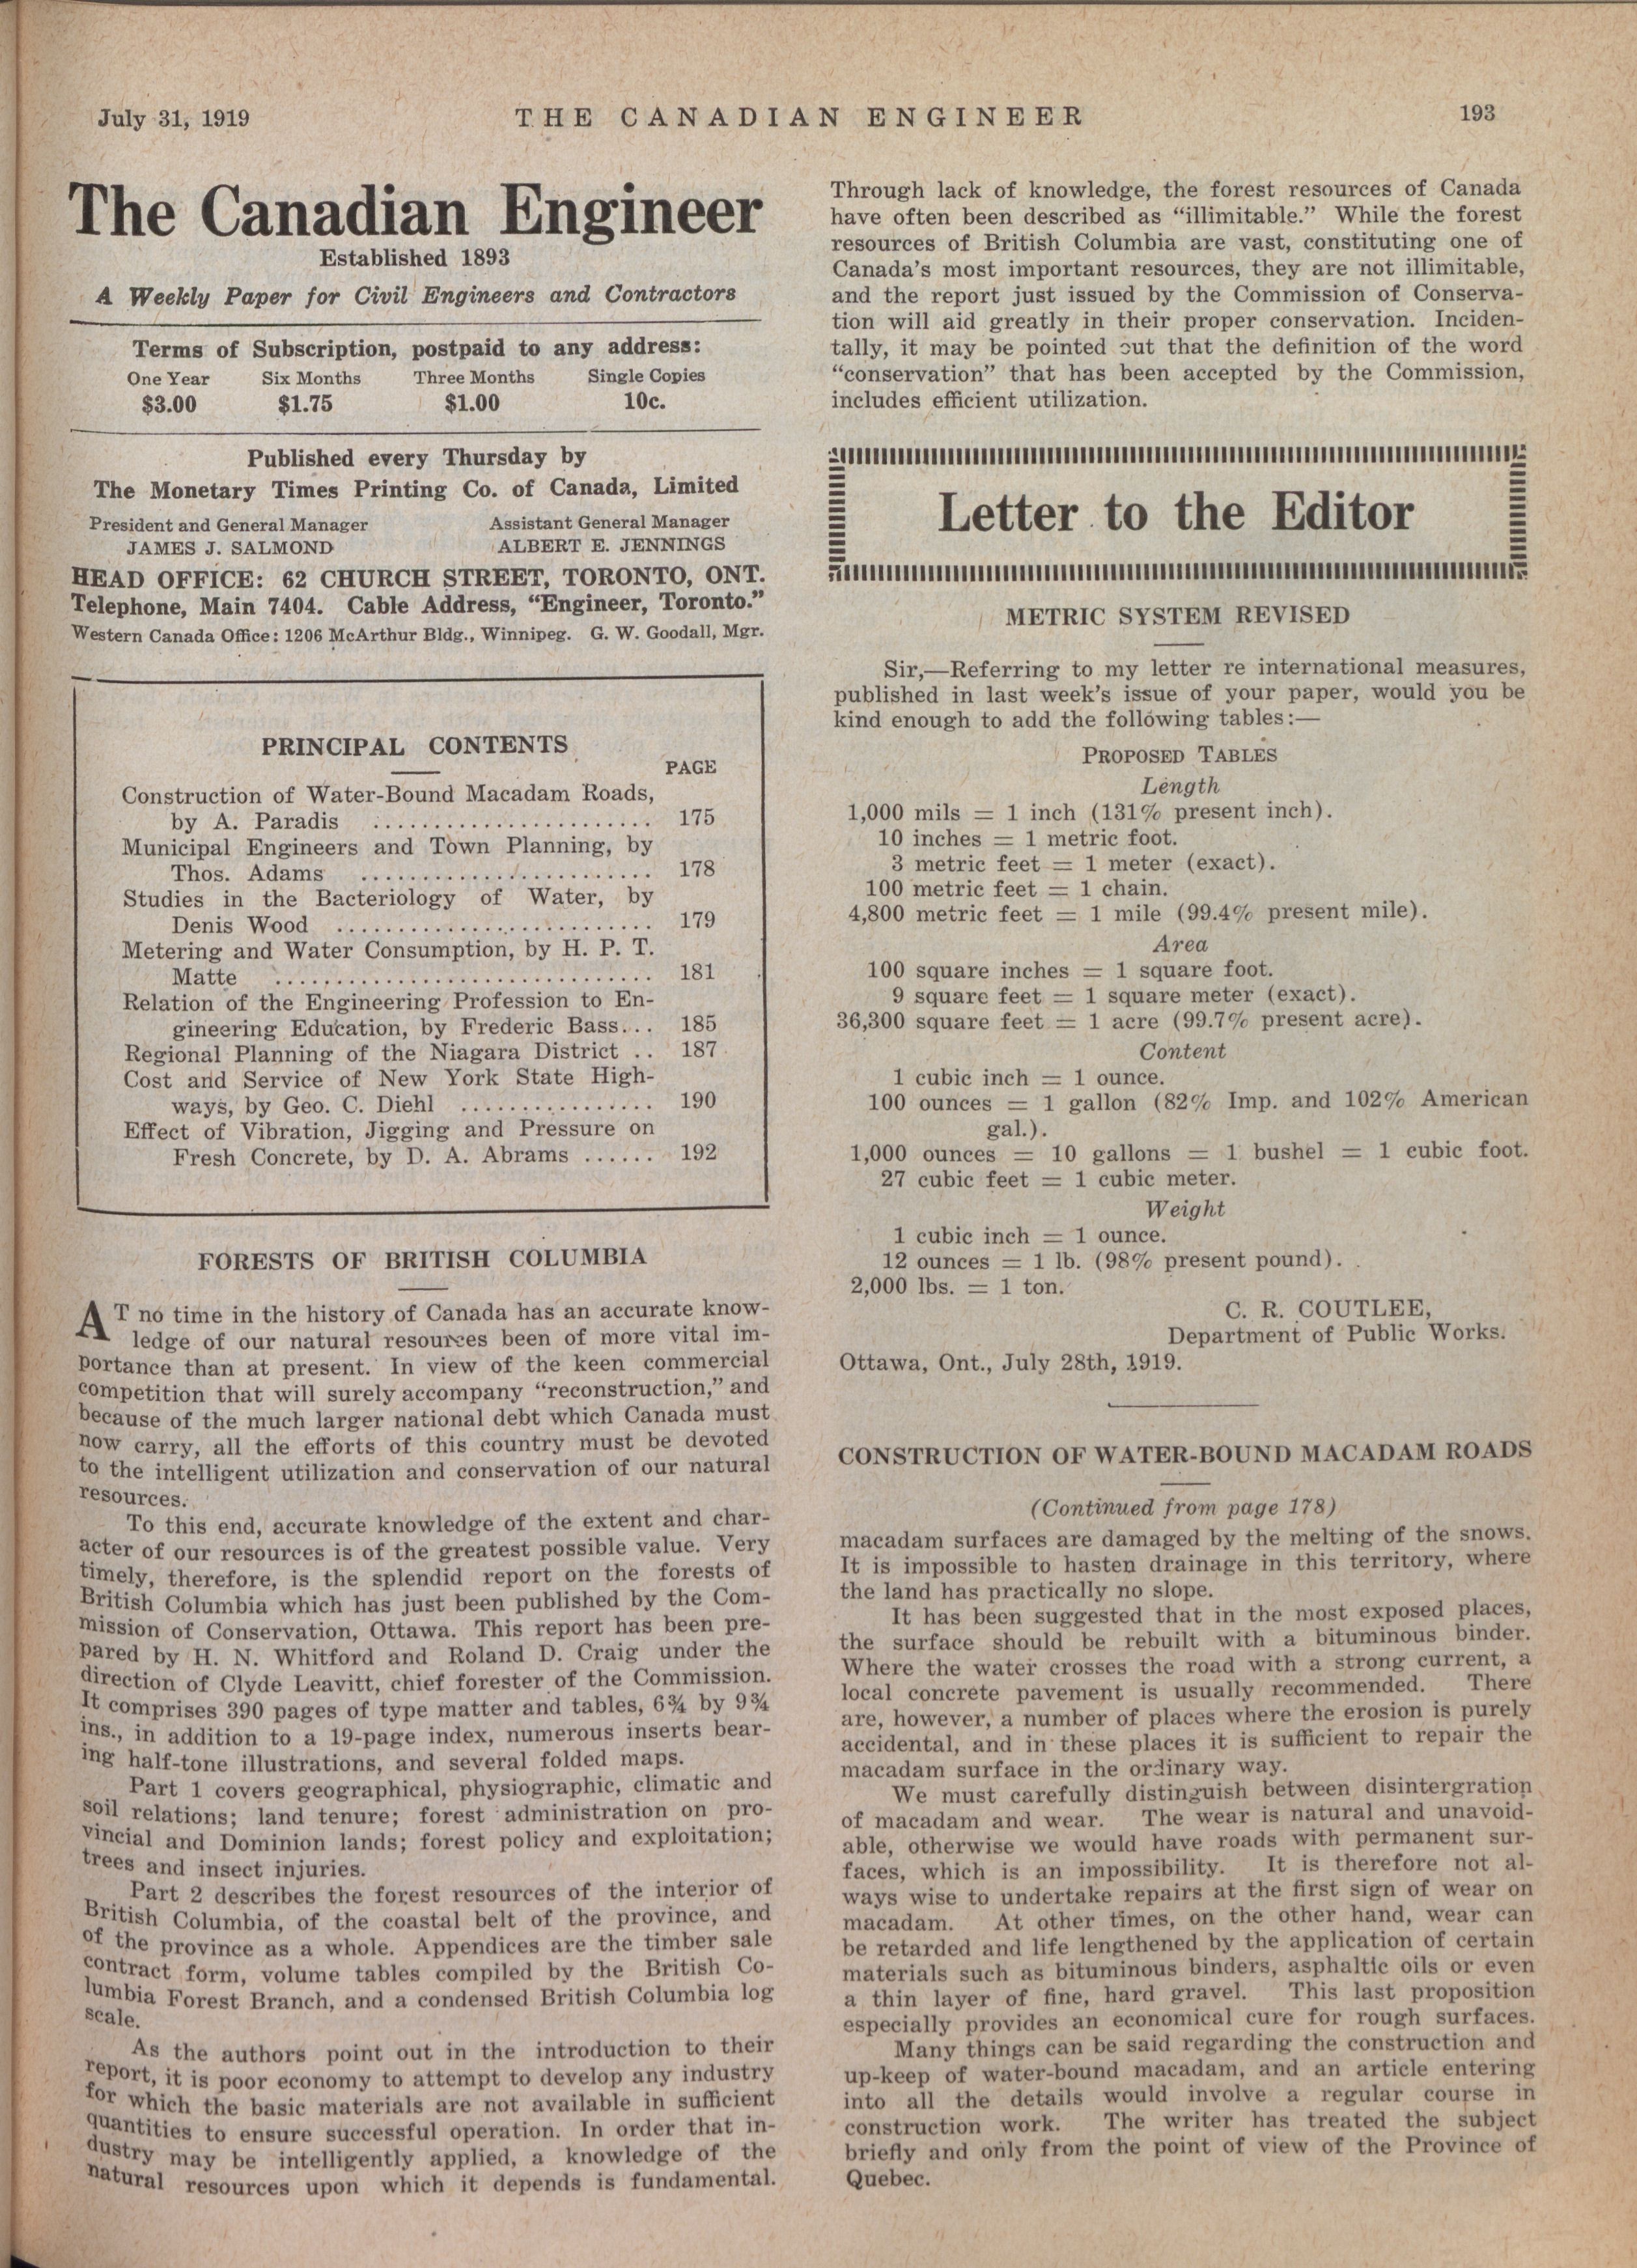 July 31, 1919
THE CANADIAN ENGINEER
193
The Canadian Engineer
Established 1893
A Weekly Paper for Civil Engineers and Contractors
Terms of Subscription, postpaid to any address:
One Year Six Months Three Months Single Copies
$3.00 $1.75 $1.00 10c.
Published every Thursday by
The Monetary Times Printing Co. of Canada, Limited
President and General Manager Assistant General Manager
JAMES J. SALMOND ALBERT E. JENNINGS
HEAD OFFICE: 62 CHURCH STREET, TORONTO, ONT.
Telephone, Main 7404. Cable Address, "Engineer, Toronto."
Western Canada Office: 1206 McArthur Bldg., Winnipeg. G. W. Goodall, Mgr.
PRINCIPAL CONTENTS
PAGE
Construction of Water-Bound Macadam Roads,
by A. Paradis ....................... 175
Municipal Engineers and Town Planning, by
Thos. Adams ........................ 178
Studies in the Bacteriology of Water, by
Denis Wood .......................... 179
Metering and Water Consumption, by H. P. T.
Matte ............................... 181
Relation of the Engineering Profession to En-
gineering Education, by Frederic Bass... 185
Regional Planning of the Niagara District .. 187
Cost and Service of New York State High-
ways, by Geo. C. Diehl ................ 190
Effect of Vibration, Jigging and Pressure on
Fresh Concrete, by D. A. Abrams ...... 192
FORESTS OF BRITISH COLUMBIA
AT no time in the history of Canada has an accurate know-
ledge of our natural resources been of more vital im-
portance than at present. In view of the keen commercial
competition that will surely accompany "reconstruction," and
because of the much larger national debt which Canada must
now carry, all the efforts of this country must be devoted
to the intelligent utilization and conservation of our natural
resources.
To this end, accurate knowledge of the extent and char-
acter of our resources is of the greatest possible value. Very
timely, therefore, is the splendid report on the forests of
British Columbia which has just been published by the Com-
mission of Conservation, Ottawa. This report has been pre-
pared by H. N. Whitford and Roland D. Craig under the
direction of Clyde Leavitt, chief forester of the Commission.
It comprises 390 pages of type matter and tables, 6¾ by 9¾
ins., in addition to a 19-page index, numerous inserts bear-
ing half-tone illustrations, and several folded maps.
Part 1 covers geographical, physiographic, climatic and
soil relations; land tenure; forest administration on pro-
vincial and Dominion lands; forest policy and exploitation;
trees and insect injuries.
Part 2 describes the forest resources of the interior of
British Columbia, of the coastal belt of the province, and
of the province as a whole. Appendices are the timber sale
contract form, volume tables compiled by the British Co-
lumbia Forest Branch, and a condensed British Columbia log
scale.
As the authors point out in the introduction to their
report, it is poor economy to attempt to develop any industry
for which the basic materials are not available in sufficient
quantities to ensure successful operation. In order that in-
dustry may be intelligently applied, a knowledge of the
natural resources upon which it depends is fundamental.
Through lack of knowledge, the forest resources of Canada
have often been described as "illimitable." While the forest
resources of British Columbia are vast, constituting one of
Canada's most important resources, they are not illimitable,
and the report just issued by the Commission of Conserva-
tion will aid greatly in their proper conservation. Inciden-
tally, it may be pointed out that the definition of the word
"conservation" that has been accepted by the Commission,
includes efficient utilization.
Letter to the Editor
METRIC SYSTEM REVISED
Sir,—Referring to my letter re international measures,
published in last week's issue of your paper, would you be
kind enough to add the following tables:—
PROPOSED TABLES
Length
1,000 mils = 1 inch (131% present inch).
10 inches = 1 metric foot.
3 metric feet = 1 meter (exact).
100 metric feet = 1 chain.
4,800 metric feet = 1 mile (99.4% present mile).
Area
100 square inches = 1 square foot.
9 square feet = 1 square meter (exact).
36,300 square feet = 1 acre (99.7% present acre).
Content
1 cubic inch = 1 ounce.
100 ounces = 1 gallon (82% Imp. and 102% American
gal.).
1,000 ounces = 10 gallons = 1 bushel = 1 cubic foot.
27 cubic feet = 1 cubic meter.
Weight
1 cubic inch = 1 ounce.
12 ounces = 1 lb. (98% present pound).
2,000 lbs. = 1 ton.
C. R. COUTLEE,
Department of Public Works.
Ottawa, Ont., July 28th, 1919.
CONSTRUCTION OF WATER-BOUND MACADAM ROADS
(Continued from page 178)
macadam surfaces are damaged by the melting of the snows.
It is impossible to hasten drainage in this territory, where
the land has practically no slope.
It has been suggested that in the most exposed places,
the surface should be rebuilt with a bituminous binder.
Where the water crosses the road with a strong current, a
local concrete pavement is usually recommended. There
are, however, a number of places where the erosion is purely
accidental, and in these places it is sufficient to repair the
macadam surface in the ordinary way.
We must carefully distinguish between disintergration
of macadam and wear. The wear is natural and unavoid-
able, otherwise we would have roads with permanent sur-
faces, which is an impossibility. It is therefore not al-
ways wise to undertake repairs at the first sign of wear on
macadam. At other times, on the other hand, wear can
be retarded and life lengthened by the application of certain
materials such as bituminous binders, asphaltic oils or even
a thin layer of fine, hard gravel. This last proposition
especially provides an economical cure for rough surfaces.
Many things can be said regarding the construction and
up-keep of water-bound macadam, and an article entering
into all the details would involve a regular course in
construction work. The writer has treated the subject
briefly and only from the point of view of the Province of
Quebec.